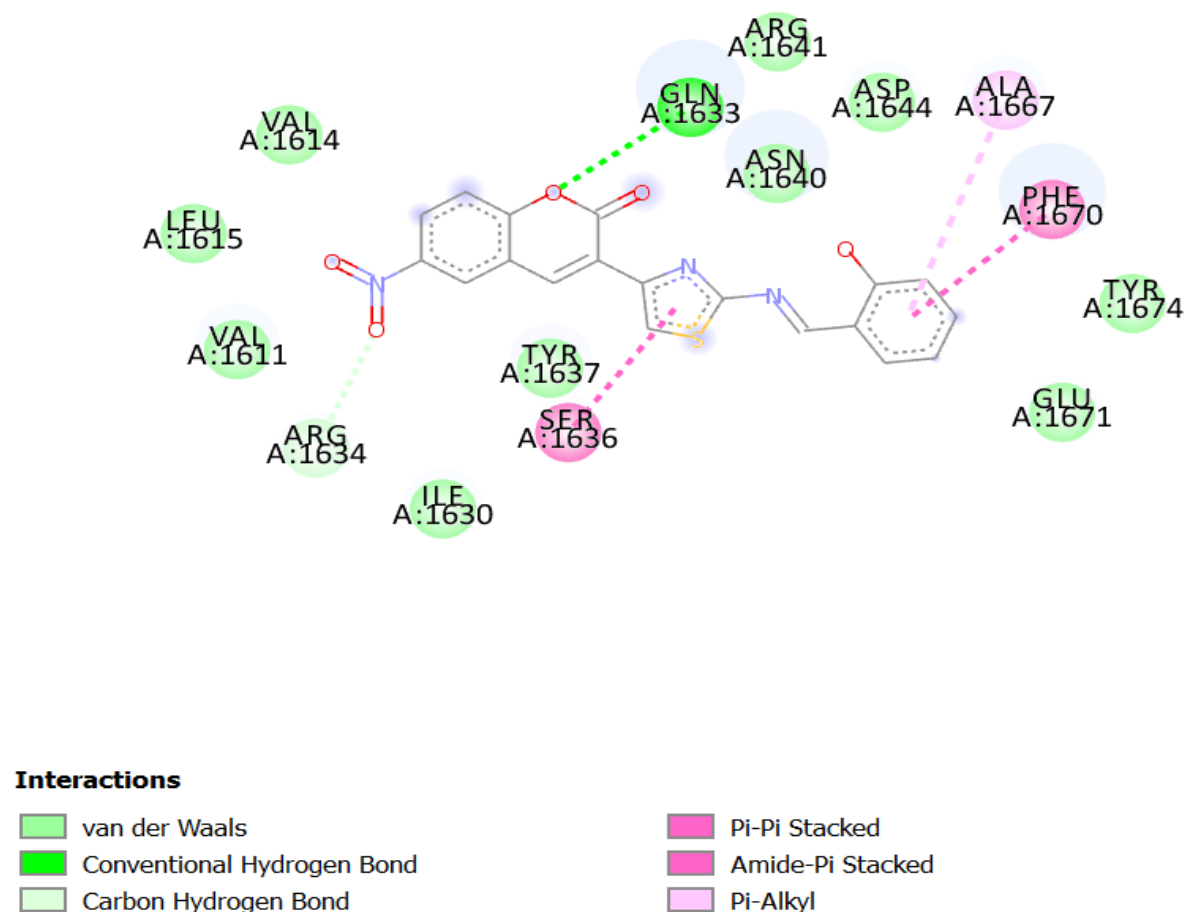 ARG
A:1641
GLN
A:1633
ASP
A:1644
ALA
A:1667
VAL
A:1614
ASN
A:1640
PHE
A:1670
LEU
A:1615
O
O
O
O
N
N
N
O
S
TYR
A:1674
VAL
A:1611
TYR
A:1637
GLU
A:1671
ARG
A:1634
SER
A:1636
ILE
A:1630
Interactions
van der Waals
Conventional Hydrogen Bond
Carbon Hydrogen Bond
Pi-Pi Stacked
Amide-Pi Stacked
Pi-Alkyl